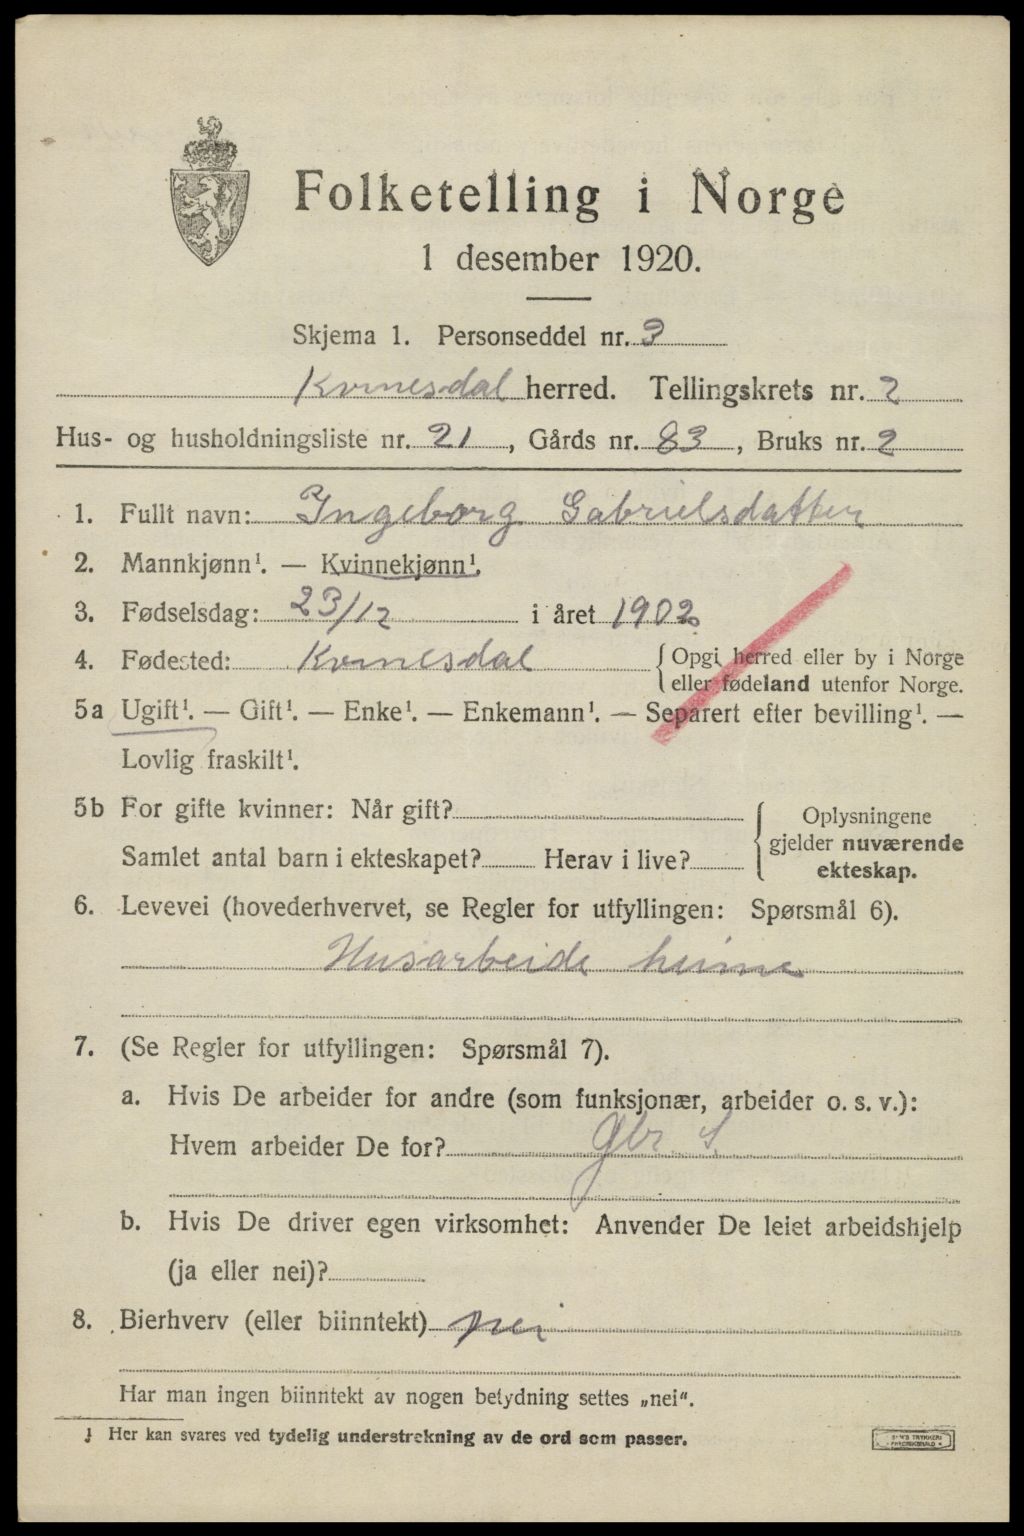 Folketelling i Norge
1 desember 1920.
Skjema 1. Personseddel nr. 3
Kvinesdal herred. Tellingskrets nr. 2
Hus- og husholdningsliste nr. 21, Gårds nr. 83, Bruks nr. 2
1. Fullt navn: Ingeborg Gabrielsdatter
2. Mannkjønn¹. — Kvinnekjønn¹.
3. Fødselsdag: 23/12 i året 1902
4. Fødested: Kvinesdal { Opgi herred eller by i Norge
eller fødeland utenfor Norge.
5a Ugift¹. — Gift¹. — Enke¹. — Enkemann¹. — Separert efter bevilling¹. —
Lovlig fraskilt¹.
5b For gifte kvinner: Når gift?
Samlet antal barn i ekteskapet? Herav i live?
Oplysningene
gjelder nuværende
ekteskap.
6. Levevei (hovederhvervet, se Regler for utfyllingen: Spørsmål 6).
Husarbeide heime
7. (Se Regler for utfyllingen: Spørsmål 7).
a. Hvis De arbeider for andre (som funksjonær, arbeider o. s. v.):
Hvem arbeider De for? Gbr S.
b. Hvis De driver egen virksomhet: Anvender De leiet arbeidshjelp
(ja eller nei)?
8. Bierhverv (eller biinntekt) nei
Har man ingen biinntekt av nogen betydning settes „nei“.
1 Her kan svares ved tydelig understrekning av de ord som passer.